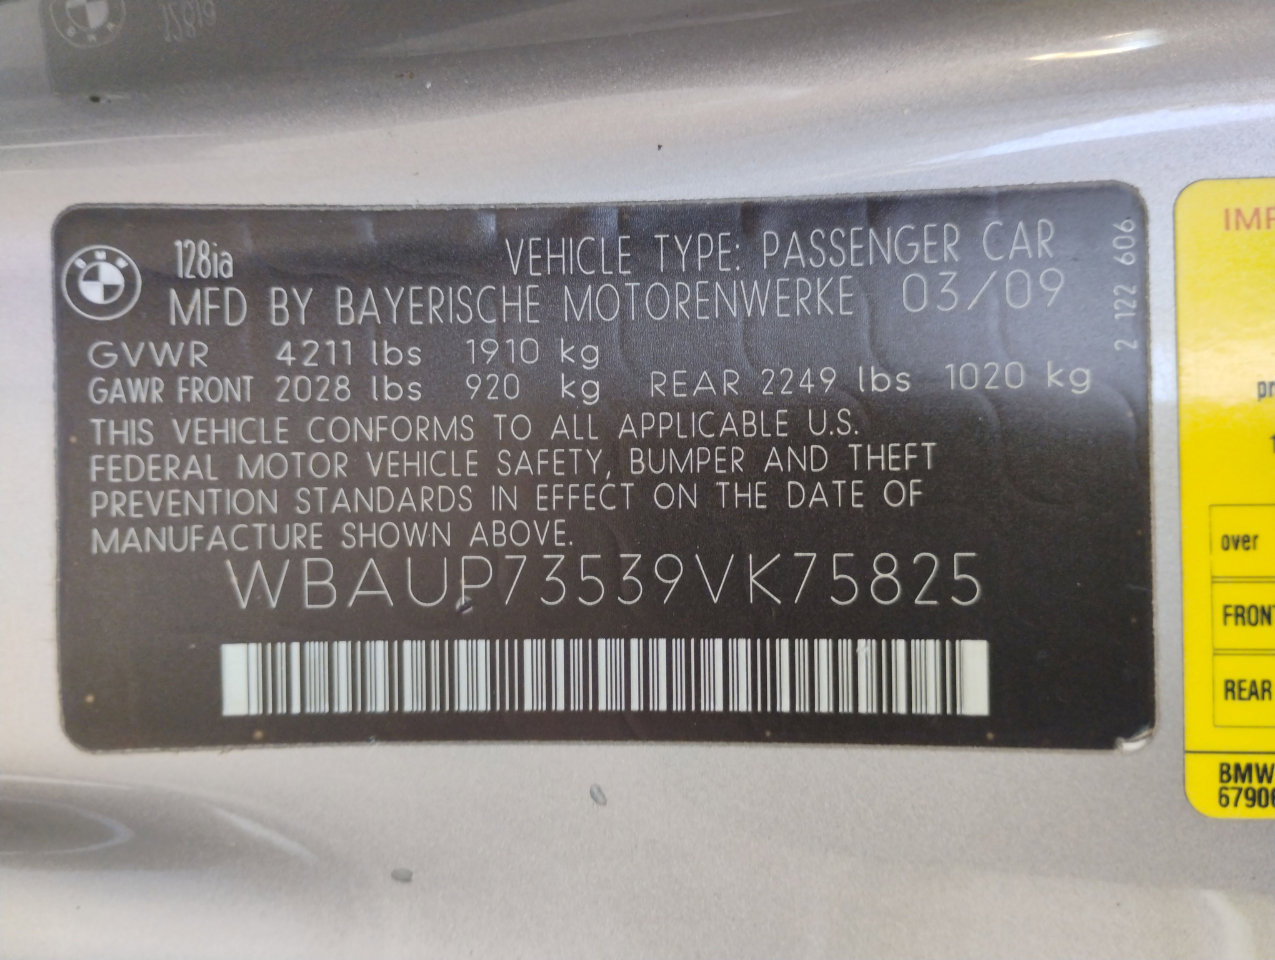 128ia
VEHICLE TYPE: PASSENGER CAR
MFD BY BAYERISCHE MOTORENWERKE 03/09
GVWR 4211 lbs 1910 kg
GAWR FRONT 2028 lbs 920 kg REAR 2249 lbs 1020 kg
THIS VEHICLE CONFORMS TO ALL APPLICABLE U.S.
FEDERAL MOTOR VEHICLE SAFETY, BUMPER AND THEFT
PREVENTION STANDARDS IN EFFECT ON THE DATE OF
MANUFACTURE SHOWN ABOVE.
WBAUP73539VK75825
2 122 606
BMW
over
FRONT
REAR
BMW